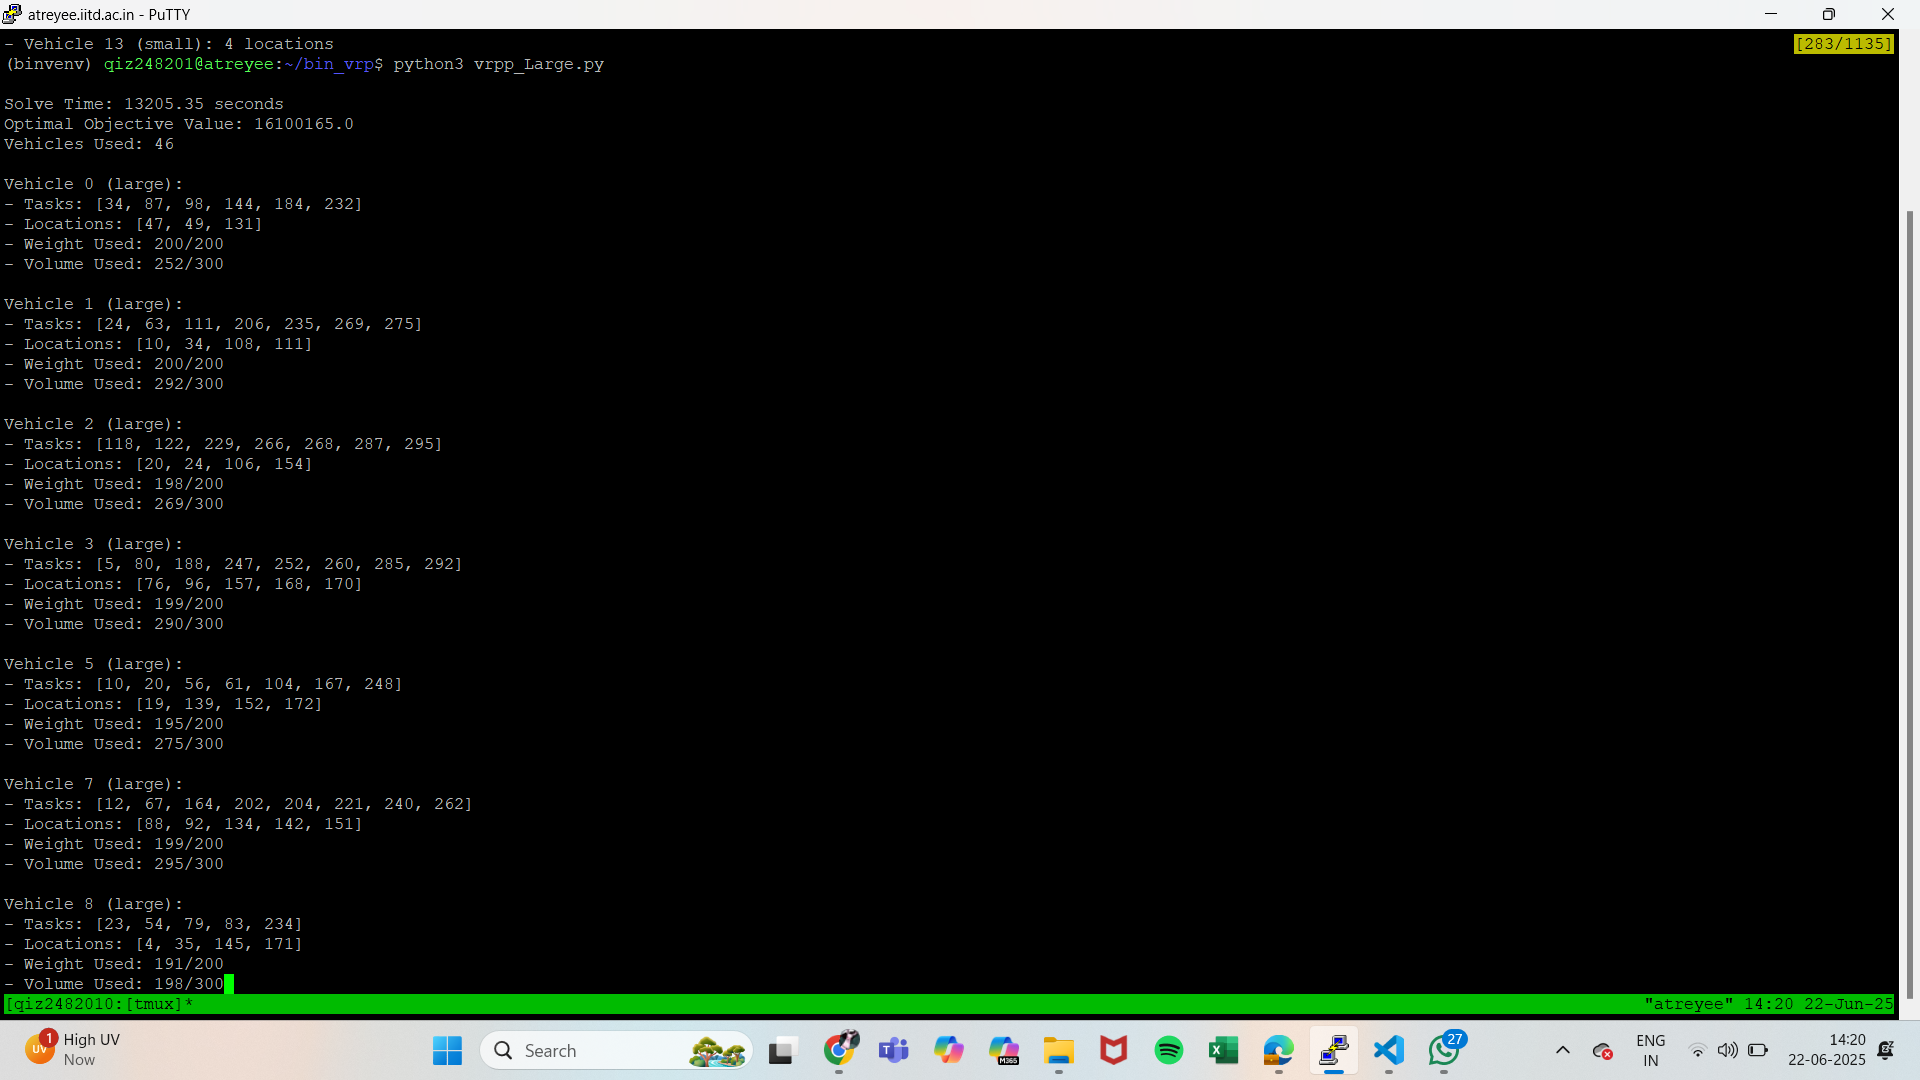 atreyee.iitd.ac.in - PuTTY
- Vehicle 13 (small): 4 locations [283/1135]
(binvenv) qiz248201@atreyee:~/bin_vrp$ python3 vrpp_Large.py
Solve Time: 13205.35 seconds
Optimal Objective Value: 16100165.0
Vehicles Used: 46
Vehicle 0 (large):
- Tasks: [34, 87, 98, 144, 184, 232]
- Locations: [47, 49, 131]
- Weight Used: 200/200
- Volume Used: 252/300
Vehicle 1 (large):
- Tasks: [24, 63, 111, 206, 235, 269, 275]
- Locations: [10, 34, 108, 111]
- Weight Used: 200/200
- Volume Used: 292/300
Vehicle 2 (large):
- Tasks: [118, 122, 229, 266, 268, 287, 295]
- Locations: [20, 24, 106, 154]
- Weight Used: 198/200
- Volume Used: 269/300
Vehicle 3 (large):
- Tasks: [5, 80, 188, 247, 252, 260, 285, 292]
- Locations: [76, 96, 157, 168, 170]
- Weight Used: 199/200
- Volume Used: 290/300
Vehicle 5 (large):
- Tasks: [10, 20, 56, 61, 104, 167, 248]
- Locations: [19, 139, 152, 172]
- Weight Used: 195/200
- Volume Used: 275/300
Vehicle 7 (large):
- Tasks: [12, 67, 164, 202, 204, 221, 240, 262]
- Locations: [88, 92, 134, 142, 151]
- Weight Used: 199/200
- Volume Used: 295/300
Vehicle 8 (large):
- Tasks: [23, 54, 79, 83, 234]
- Locations: [4, 35, 145, 171]
- Weight Used: 191/200
- Volume Used: 198/300
[qiz2482010:[tmux]* "atreyee" 14:20 22-Jun-25
1 UV High UV
Now
Search
M365
27
ENG
IN
14:20
22-06-2025